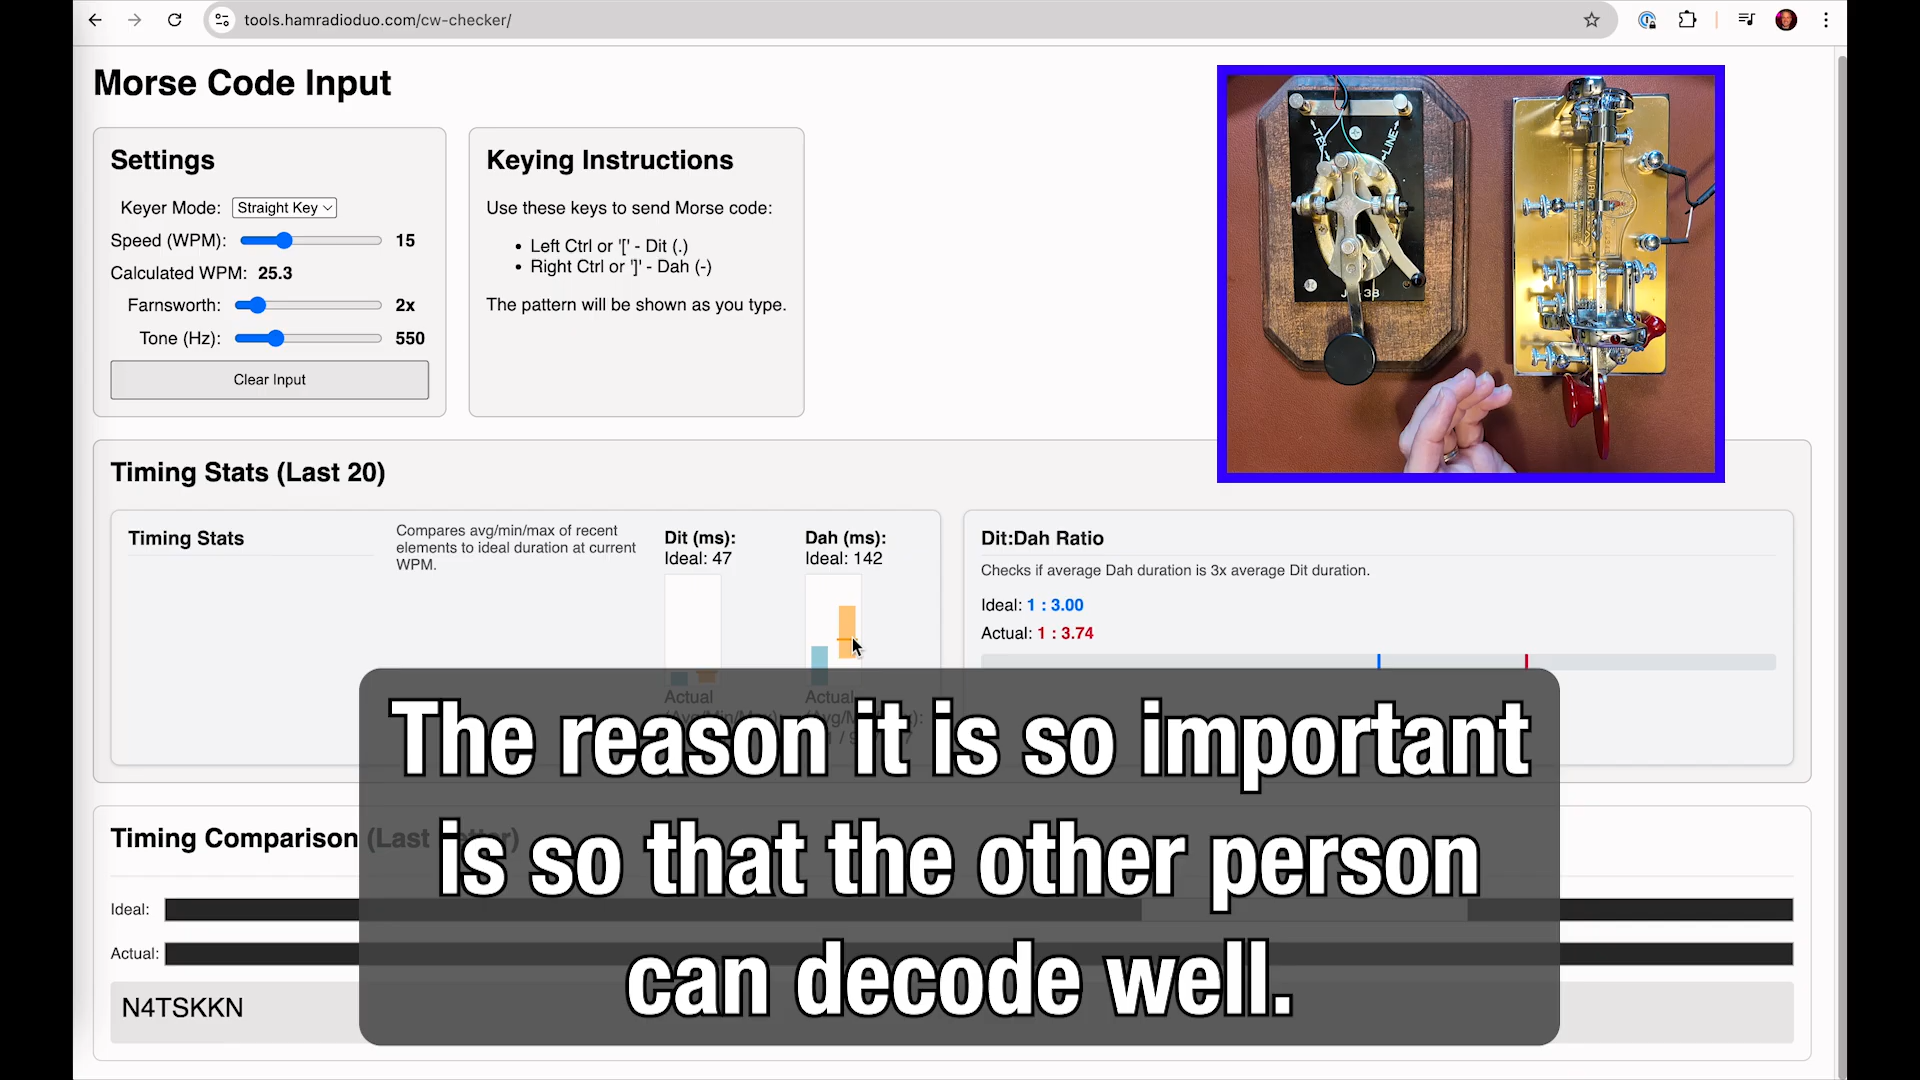 tools.hamradioduo.com/cw-checker/
Morse Code Input
Settings
Keyer Mode: Straight Key
Speed (WPM): 15
Calculated WPM: 25.3
Farnsworth: 2x
Tone (Hz): 550
Clear Input
Keying Instructions
Use these keys to send Morse code:
• Left Ctrl or '[' - Dit (.)
• Right Ctrl or ']' - Dah (-)
The pattern will be shown as you type.
LINE
Timing Stats (Last 20)
Timing Stats
Compares avg/min/max of recent
elements to ideal duration at current
WPM.
Dit (ms):
Ideal: 47
Actual
Dah (ms):
Ideal: 142
Actual
Dit:Dah Ratio
Checks if average Dah duration is 3x average Dit duration.
Ideal: 1 : 3.00
Actual: 1 : 3.74
The reason it is so important
is so that the other person
can decode well.
Timing Comparison (Last
Ideal:
Actual:
N4TSKKN